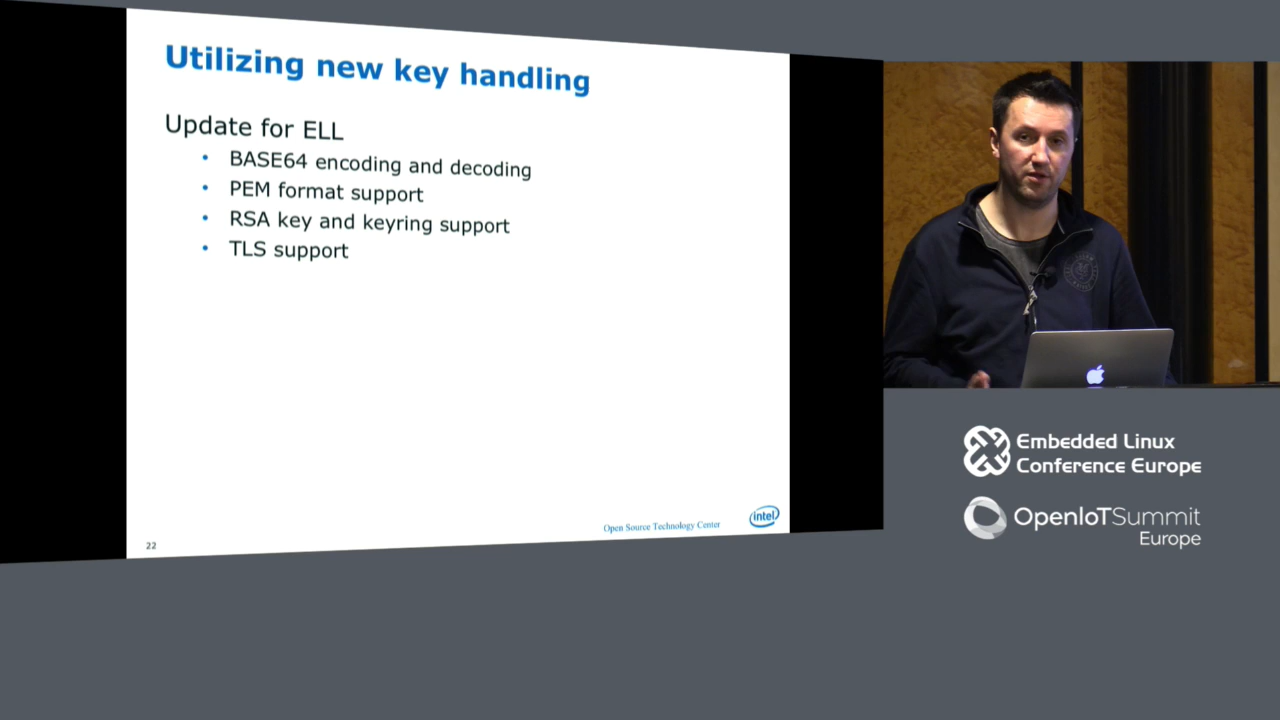 Utilizing new key handling
Update for ELL
• BASE64 encoding and decoding
• PEM format support
• RSA key and keyring support
• TLS support
Open Source Technology Center
intel
22
Embedded Linux
Conference Europe
OpenIoTSummit
Europe